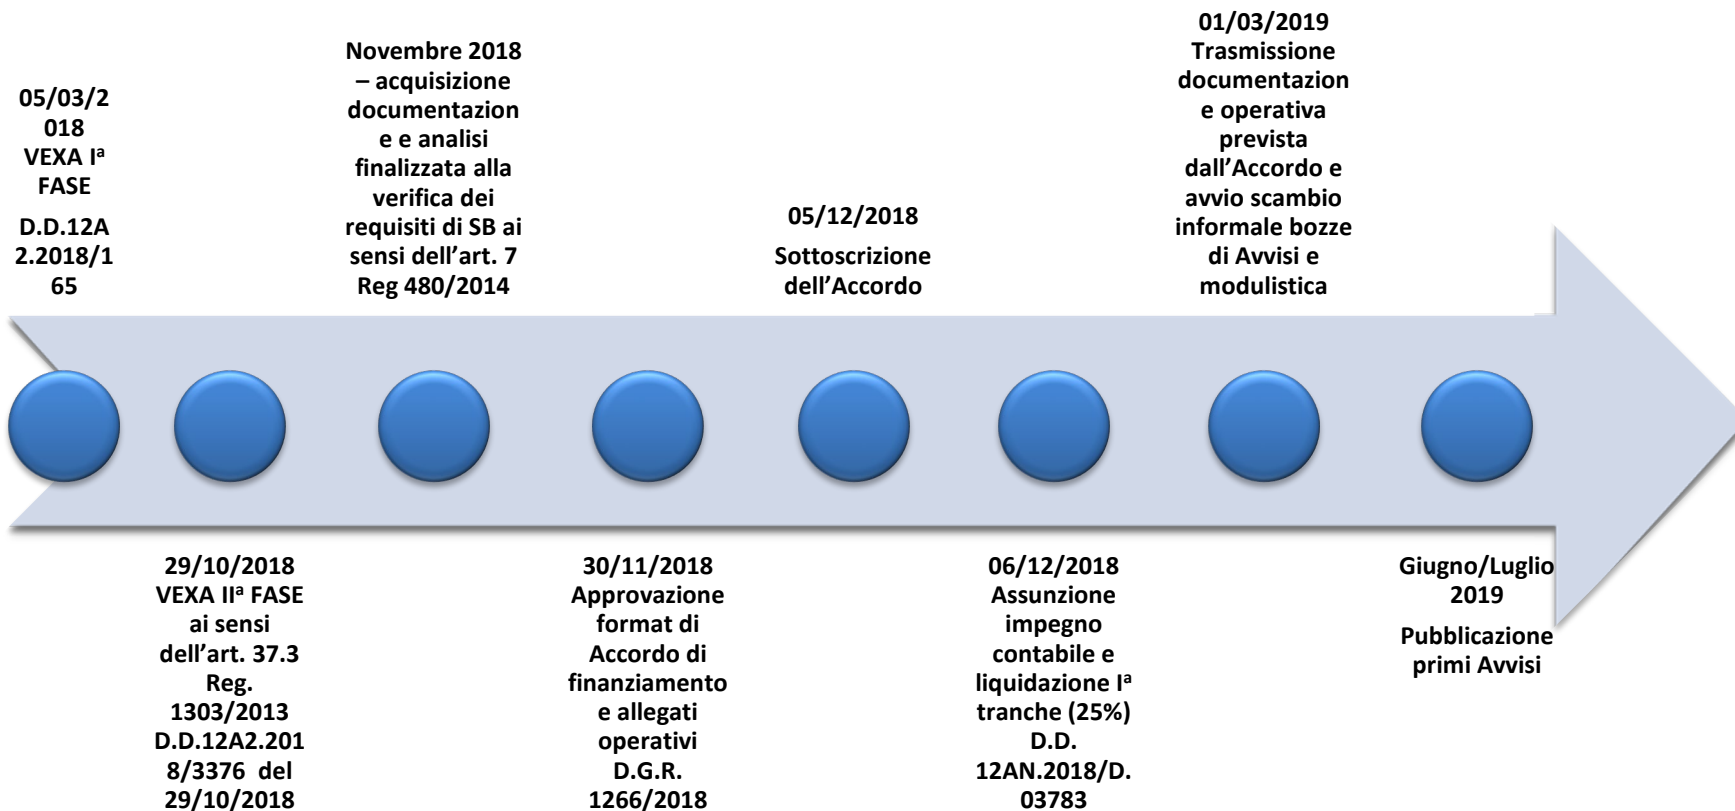 05/03/2
018
VEXA Iª
FASE
D.D.12A
2.2018/1
65
29/10/2018
VEXA IIª FASE
ai sensi
dell’art. 37.3
Reg.
1303/2013
D.D.12A2.201
8/3376 del
29/10/2018
Novembre 2018
– acquisizione
documentazion
e e analisi
finalizzata alla
verifica dei
requisiti di SB ai
sensi dell’art. 7
Reg 480/2014
30/11/2018
Approvazione
format di
Accordo di
finanziamento
e allegati
operativi
D.G.R.
1266/2018
05/12/2018
Sottoscrizione
dell’Accordo
06/12/2018
Assunzione
impegno
contabile e
liquidazione Iª
tranche (25%)
D.D.
12AN.2018/D.
03783
01/03/2019
Trasmissione
documentazion
e operativa
prevista
dall’Accordo e
avvio scambio
informale bozze
di Avvisi e
modulistica
Giugno/Luglio
2019
Pubblicazione
primi Avvisi